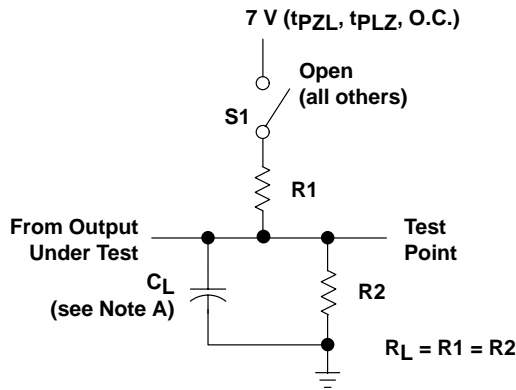 7 V (tPZL, tPLZ, O.C.)
Open
(all others)
S1
R1
From Output
Under Test
Test
Point
CL
(see Note A)
R2
RL = R1 = R2